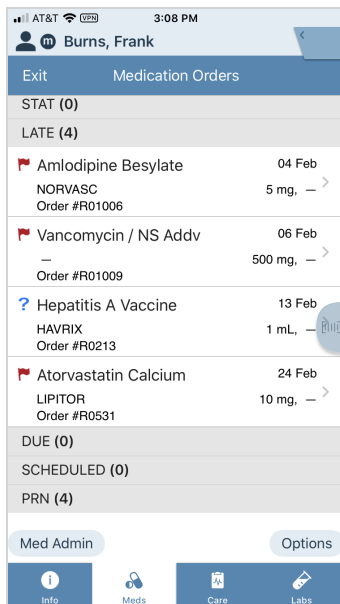 AT&T VPN 3:08 PM
m Burns, Frank
Exit Medication Orders
STAT (0)
LATE (4)
Amlodipine Besylate 04 Feb
NORVASC 5 mg, —
Order #R01006
Vancomycin / NS Addv 06 Feb
— 500 mg, —
Order #R01009
? Hepatitis A Vaccine 13 Feb
HAVRIX 1 mL, —
Order #R0213
Atorvastatin Calcium 24 Feb
LIPITOR 10 mg, —
Order #R0531
DUE (0)
SCHEDULED (0)
PRN (4)
Med Admin Options
Info Meds Care Labs